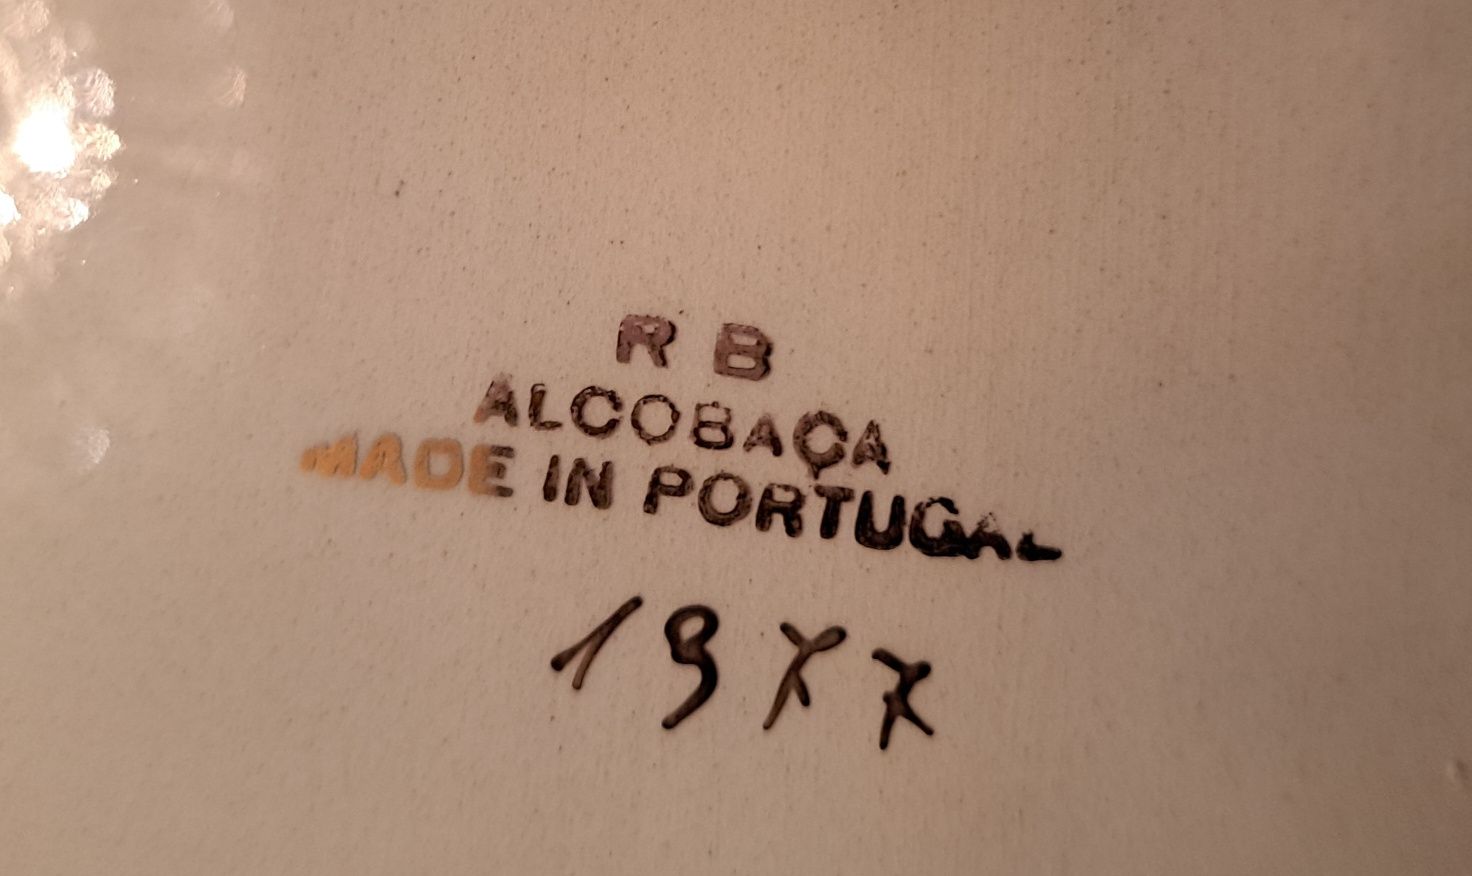 R B
ALCOBAÇA
MADE IN PORTUGAL
1977